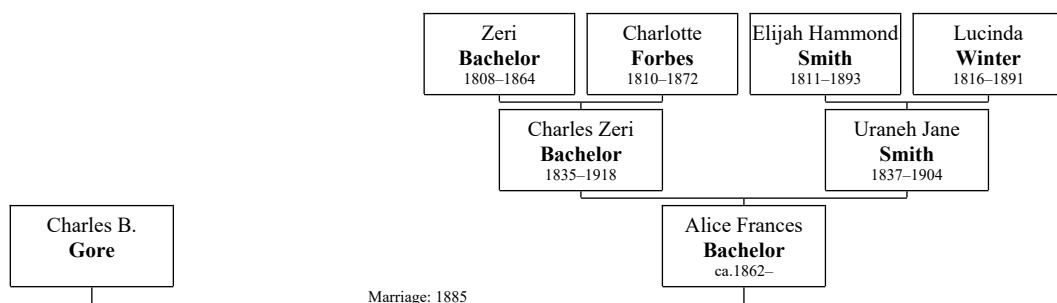 Zeri
Bachelor
1808–1864
Charlotte
Forbes
1810–1872
Elijah Hammond
Smith
1811–1893
Lucinda
Winter
1816–1891
Charles Zeri
Bachelor
1835–1918
Uraneh Jane
Smith
1837–1904
Charles B.
Gore
Alice Frances
Bachelor
ca.1862–
Marriage: 1885